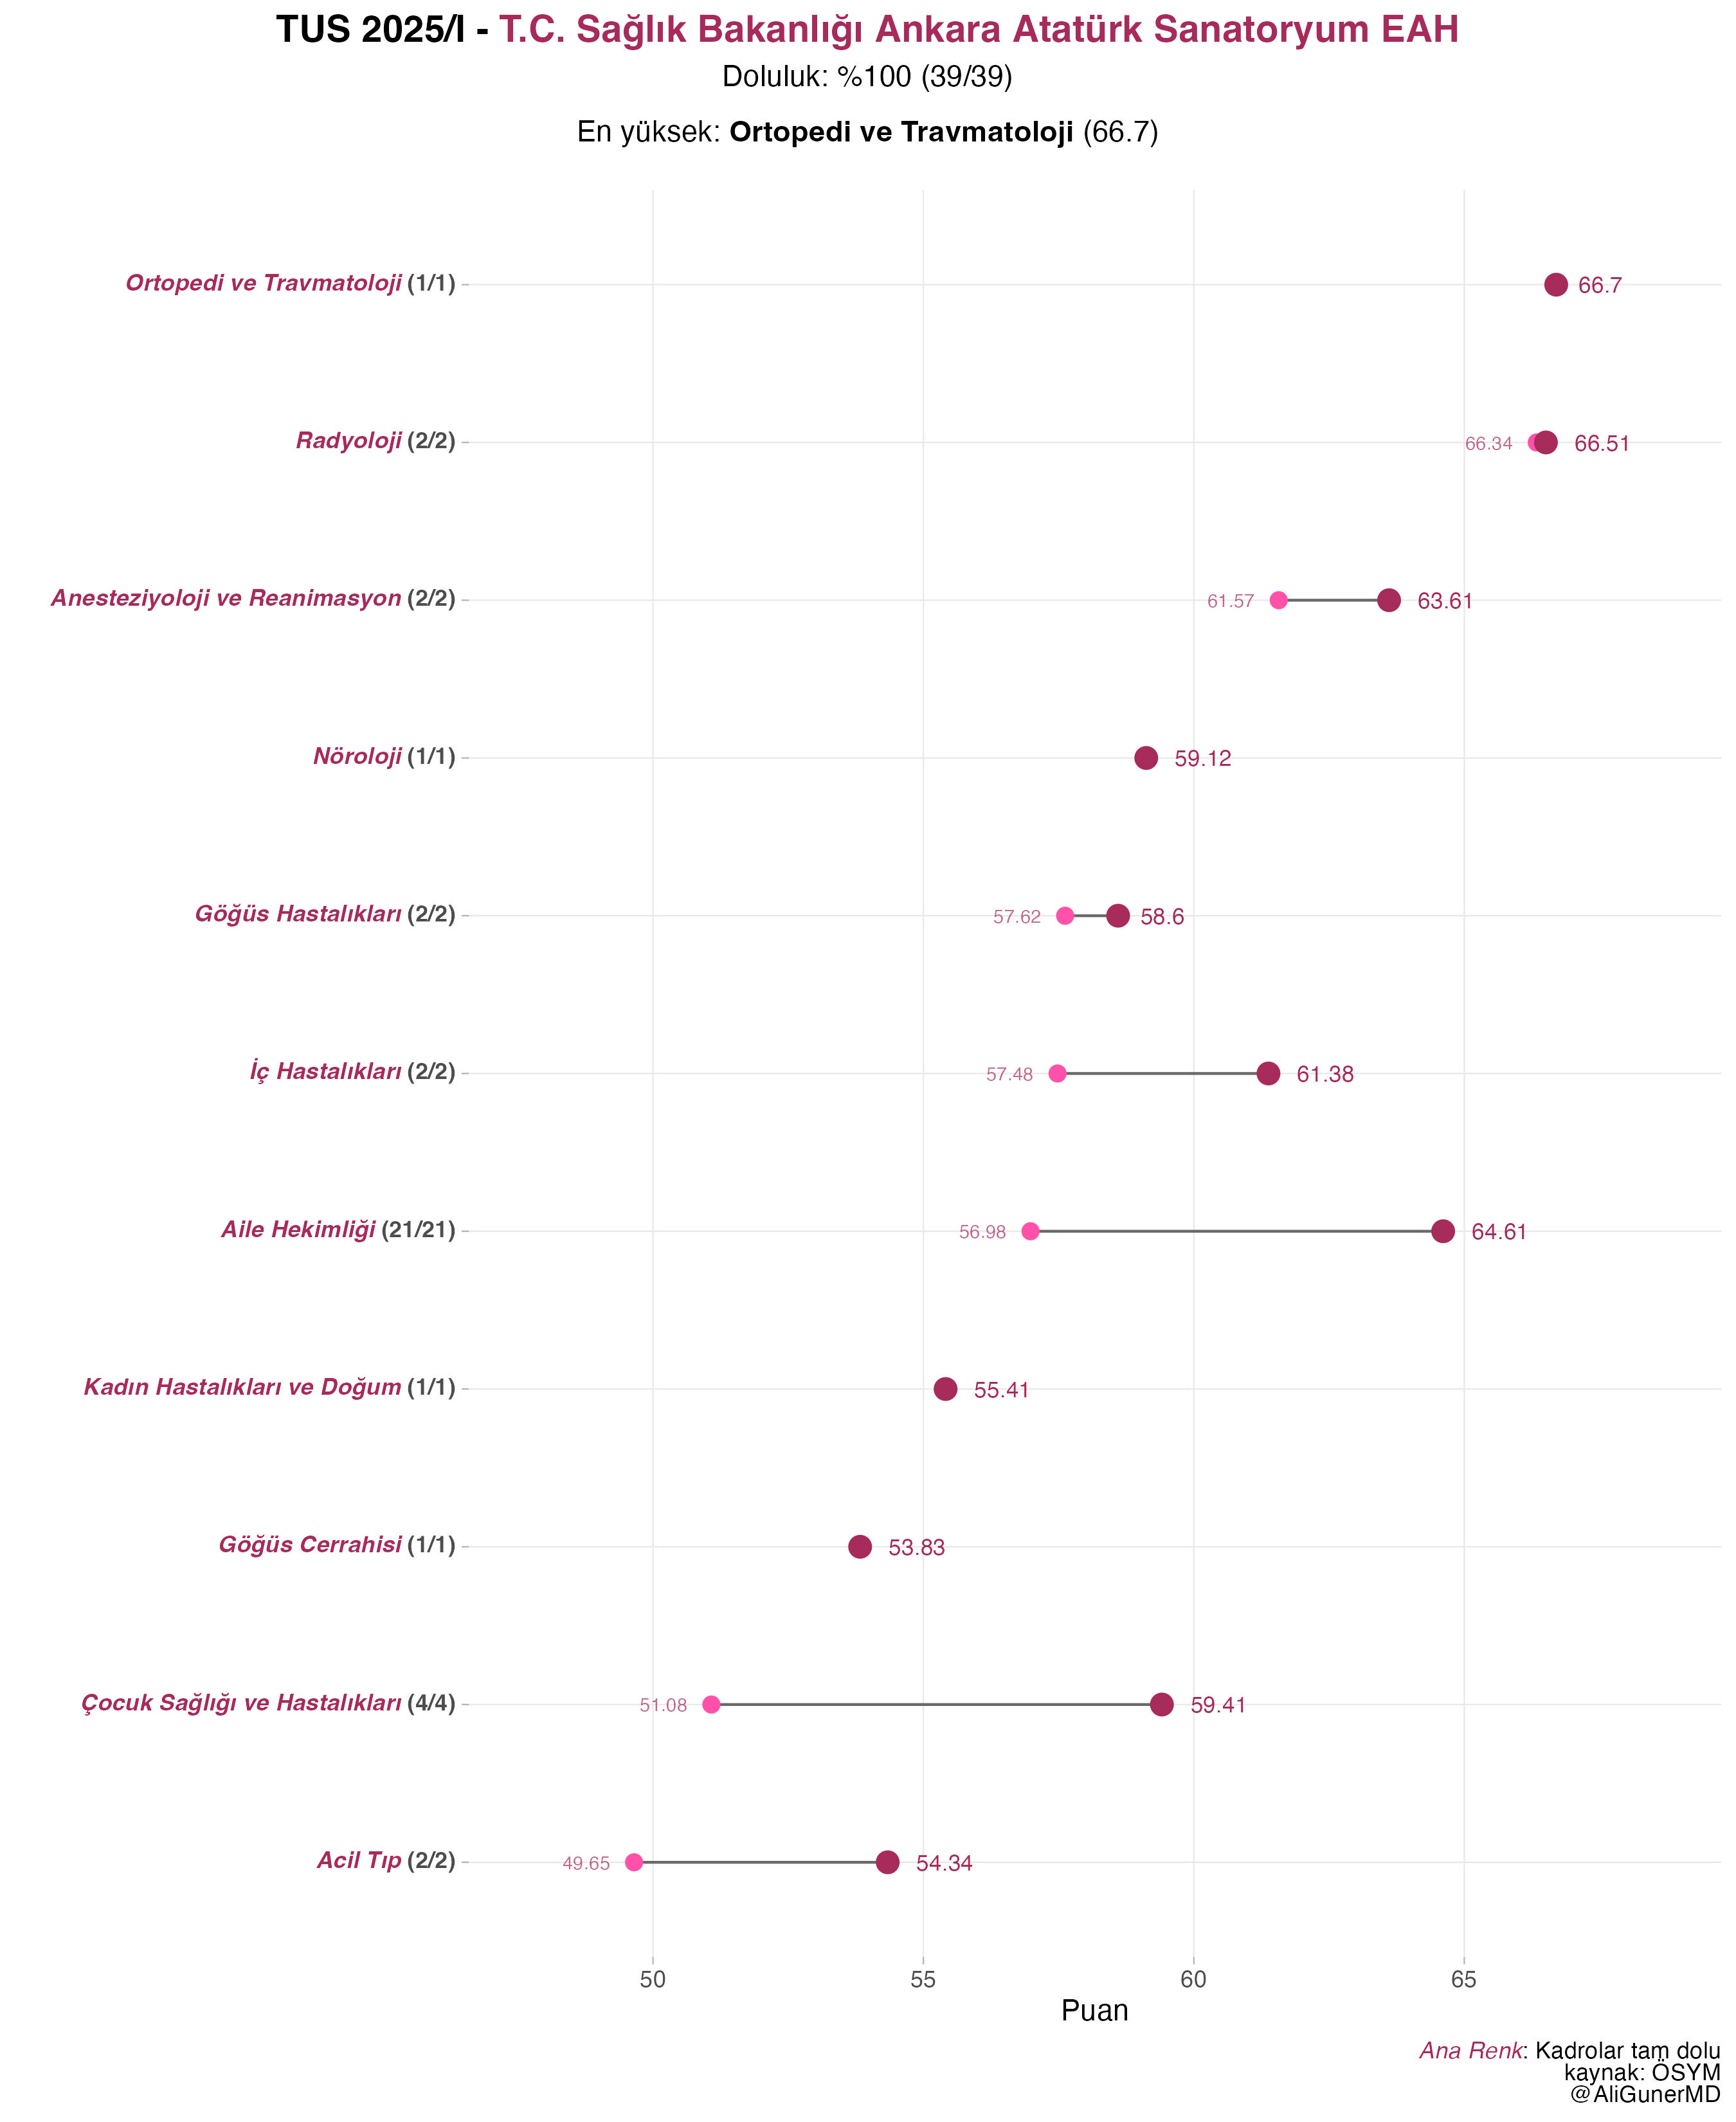 TUS 2025/I - T.C. Sağlık Bakanlığı Ankara Atatürk Sanatoryum EAH
Doluluk: %100 (39/39)
En yüksek: Ortopedi ve Travmatoloji (66.7)
Ortopedi ve Travmatoloji (1/1) 66.7
Radyoloji (2/2) 66.34 66.51
Anesteziyoloji ve Reanimasyon (2/2) 61.57 63.61
Nöroloji (1/1) 59.12
Göğüs Hastalıkları (2/2) 57.62 58.6
İç Hastalıkları (2/2) 57.48 61.38
Aile Hekimliği (21/21) 56.98 64.61
Kadın Hastalıkları ve Doğum (1/1) 55.41
Göğüs Cerrahisi (1/1) 53.83
Çocuk Sağlığı ve Hastalıkları (4/4) 51.08 59.41
Acil Tıp (2/2) 49.65 54.34
50 55 60 65
Puan
Ana Renk: Kadrolar tam dolu
kaynak: ÖSYM
@AliGunerMD